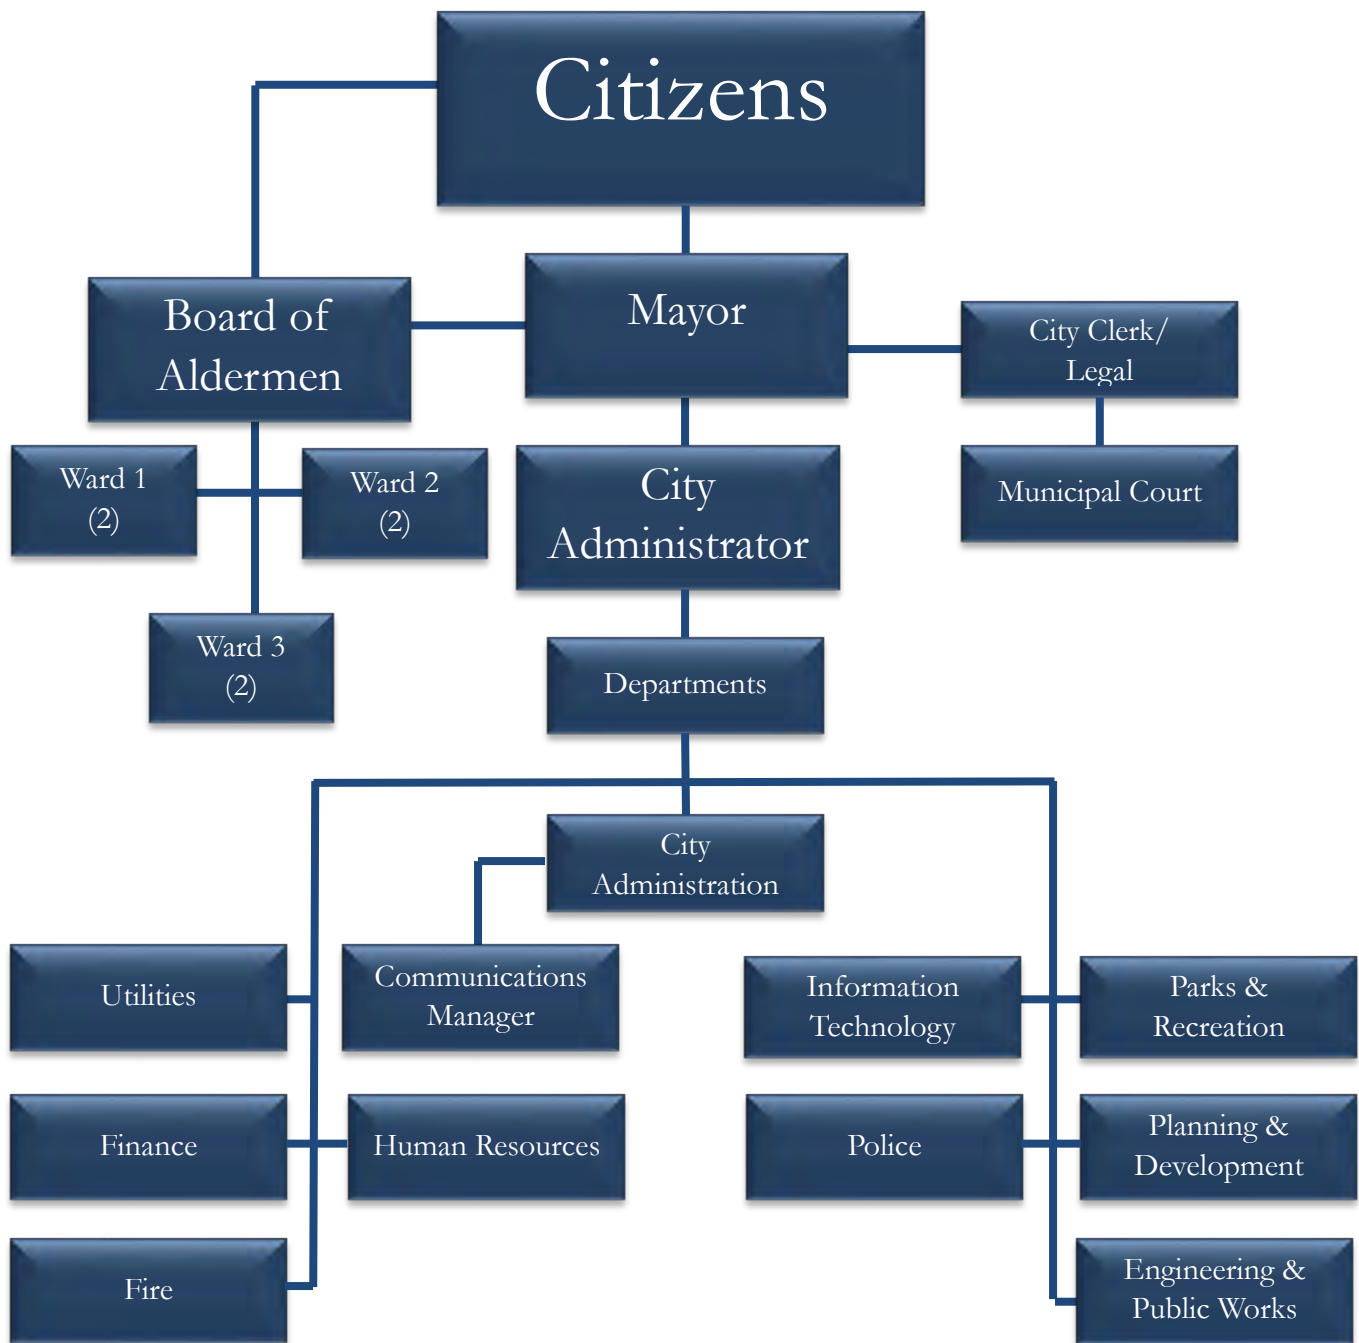 Citizens
Board of
Aldermen
Mayor
City Clerk/
Legal
Ward 1
(2)
Ward 2
(2)
City
Administrator
Municipal Court
Ward 3
(2)
Departments
City
Administration
Utilities
Communications
Manager
Information
Technology
Parks &
Recreation
Finance
Human Resources
Police
Planning &
Development
Fire
Engineering &
Public Works